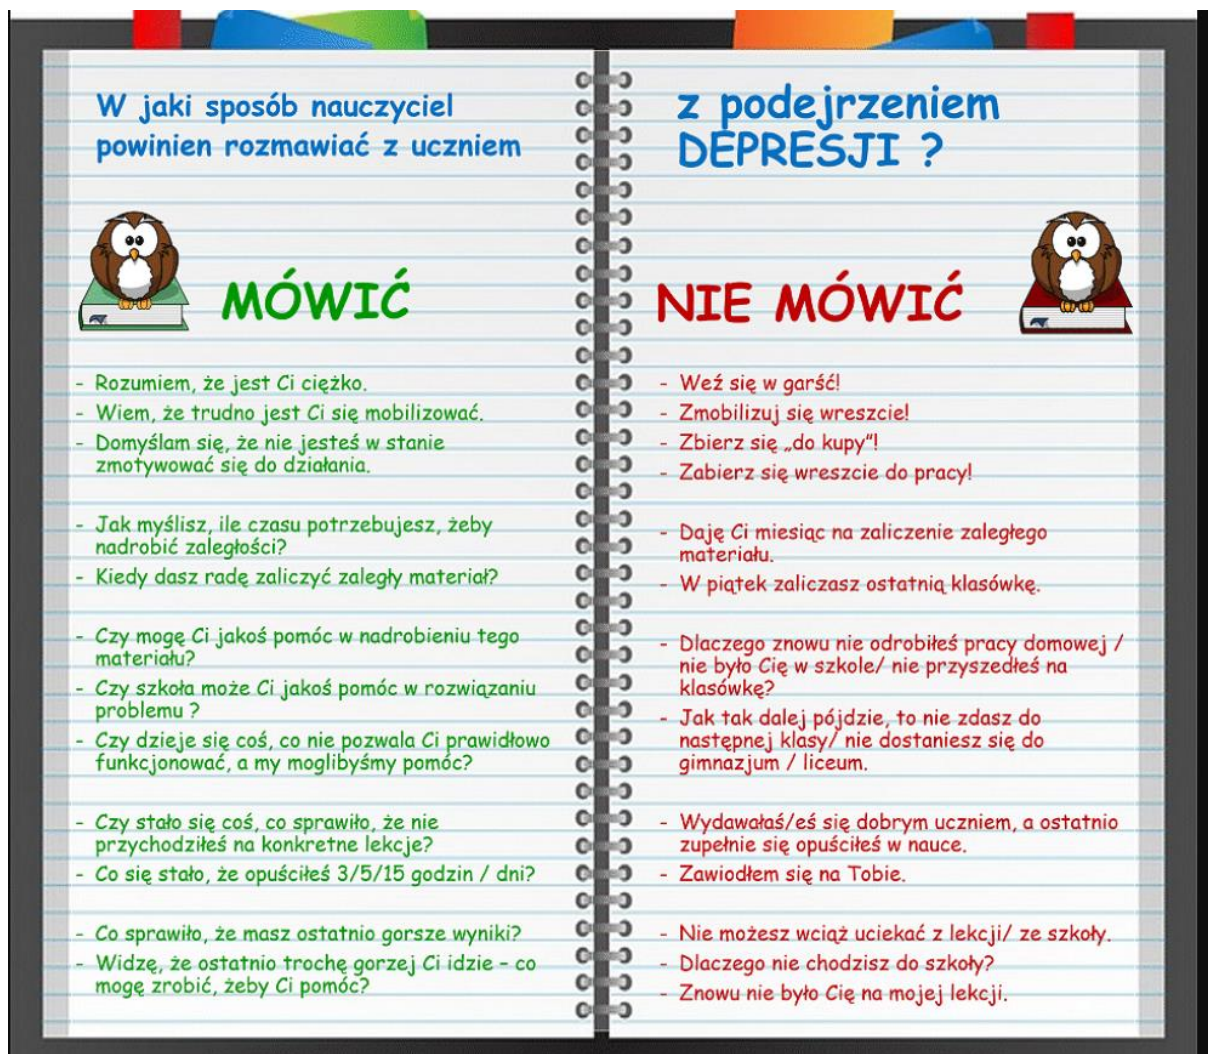 W jaki sposób nauczyciel
powinien rozmawiać z uczniem
MÓWIĆ
- Rozumiem, że jest Ci ciężko.
- Wiem, że trudno jest Ci się mobilizować.
- Domyślam się, że nie jesteś w stanie
zmotywować się do działania.
- Jak myślisz, ile czasu potrzebujesz, żeby
nadrobić zaległości?
- Kiedy dasz radę zaliczyć zaległy materiał?
- Czy mogę Ci jakoś pomóc w nadrobieniu tego
materiału?
- Czy szkoła może Ci jakoś pomóc w rozwiązaniu
problemu ?
- Czy dzieje się coś, co nie pozwala Ci prawidłowo
funkcjonować, a my moglibyśmy pomóc?
- Czy stało się coś, co sprawiło, że nie
przychodziłeś na konkretne lekcje?
- Co się stało, że opuściłeś 3/5/15 godzin / dni?
- Co sprawiło, że masz ostatnio gorsze wyniki?
- Widzę, że ostatnio trochę gorzej Ci idzie – co
mogę zrobić, żeby Ci pomóc?
z podejrzeniem
DEPRESJI ?
NIE MÓWIĆ
- Weź się w garść!
- Zmobilizuj się wreszcie!
- Zbierz się „do kupy"!
- Zabierz się wreszcie do pracy!
- Daję Ci miesiąc na zaliczenie zaległego
materiału.
- W piątek zaliczasz ostatnią klasówkę.
- Dlaczego znowu nie odrobiłeś pracy domowej /
nie było Cię w szkole/ nie przyszedłeś na
klasówkę?
- Jak tak dalej pójdzie, to nie zdasz do
następnej klasy/ nie dostaniesz się do
gimnazjum / liceum.
- Wydawałaś/eś się dobrym uczniem, a ostatnio
zupełnie się opuściłeś w nauce.
- Zawiodłem się na Tobie.
- Nie możesz wciąż uciekać z lekcji/ ze szkoły.
- Dlaczego nie chodzisz do szkoły?
- Znowu nie było Cię na mojej lekcji.